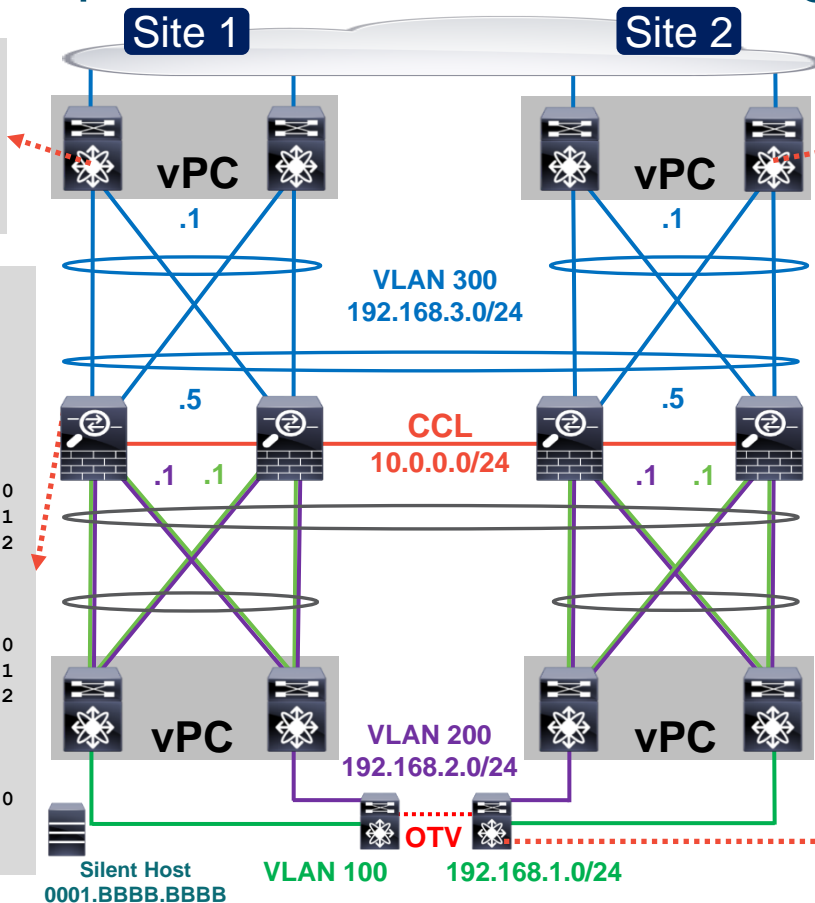 Site 1
Site 2
vPC
vPC
.1
.1
VLAN 300
192.168.3.0/24
.5
.5
CCL
10.0.0.0/24
.1 .1
.1 .1
0
1
2
0
1
2
0
vPC
vPC
VLAN 200
192.168.2.0/24
OTV
Silent Host
0001.BBBB.BBBB
VLAN 100
192.168.1.0/24